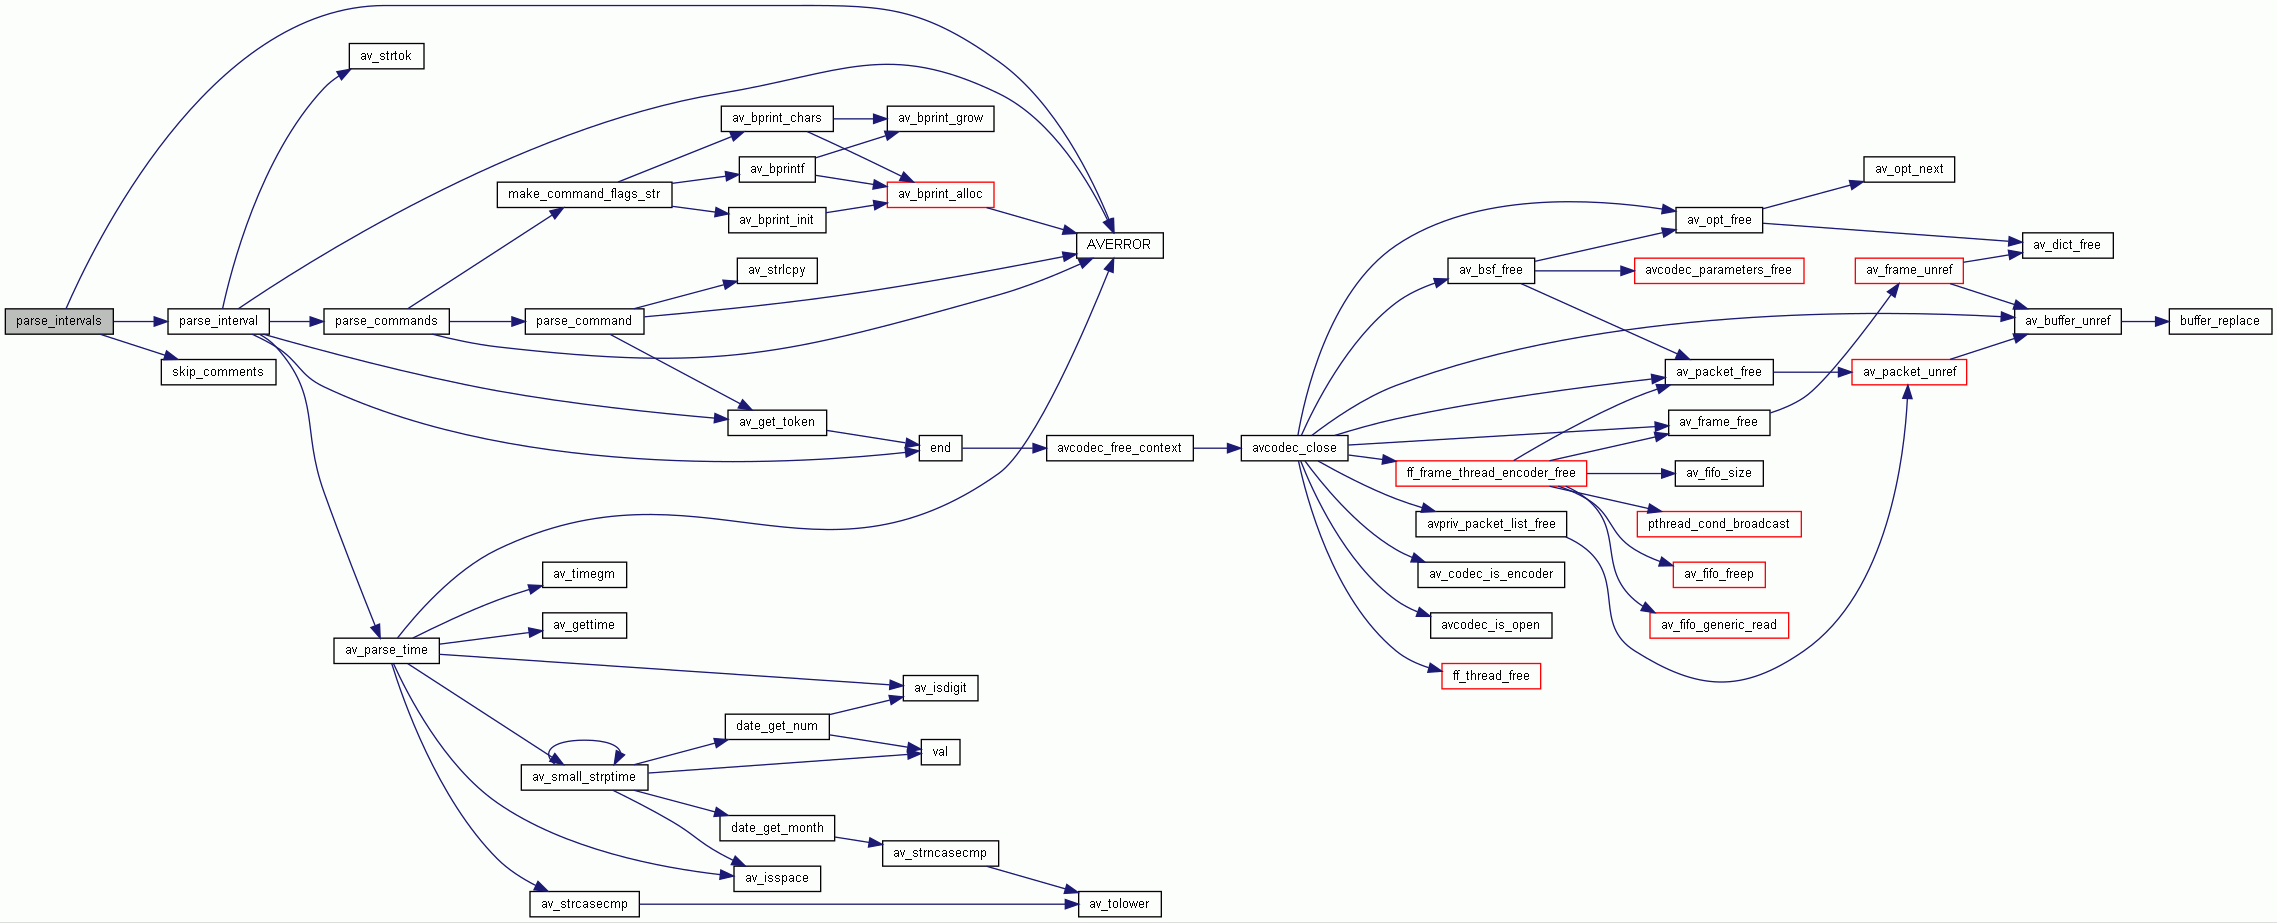 parse_intervals
parse_interval
skip_comments
av_strtok
parse_commands
make_command_flags_str
parse_command
av_bprint_chars
av_bprintf
av_bprint_init
av_strlcpy
av_get_token
av_bprint_grow
av_bprint_alloc
AVERROR
end
avcodec_free_context
avcodec_close
av_parse_time
av_timegm
av_gettime
av_small_strptime
av_strcasecmp
date_get_num
date_get_month
av_isspace
av_isdigit
val
av_strncasecmp
av_tolower
av_bsf_free
ff_frame_thread_encoder_free
avpriv_packet_list_free
av_codec_is_encoder
avcodec_is_open
ff_thread_free
av_opt_free
avcodec_parameters_free
av_packet_free
av_frame_free
av_fifo_size
pthread_cond_broadcast
av_fifo_freep
av_fifo_generic_read
av_opt_next
av_frame_unref
av_packet_unref
av_dict_free
av_buffer_unref
buffer_replace